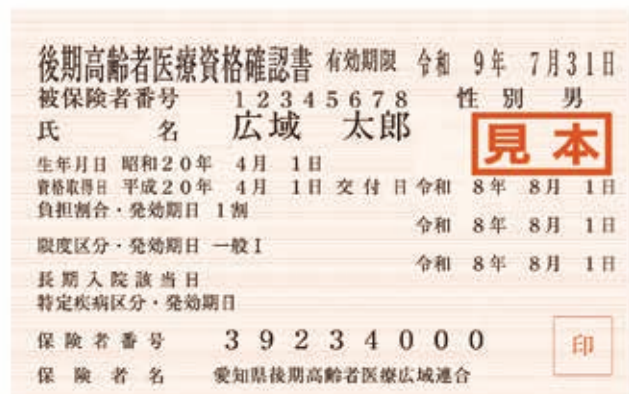 後期高齢者医療資格確認書 有効期限 令和 9年 7月31日
被保険者番号 12345678 性別 男
氏名 広域 太郎
見本
生年月日 昭和20年 4月 1日
資格取得日 平成20年 4月 1日 交付日 令和 8年 8月 1日
負担割合・発効期日 1割
令和 8年 8月 1日
限度区分・発効期日 一般Ⅰ
令和 8年 8月 1日
長期入院該当日
特定疾病区分・発効期日
保険者番号 39234000
印
保険者名 愛知県後期高齢者医療広域連合